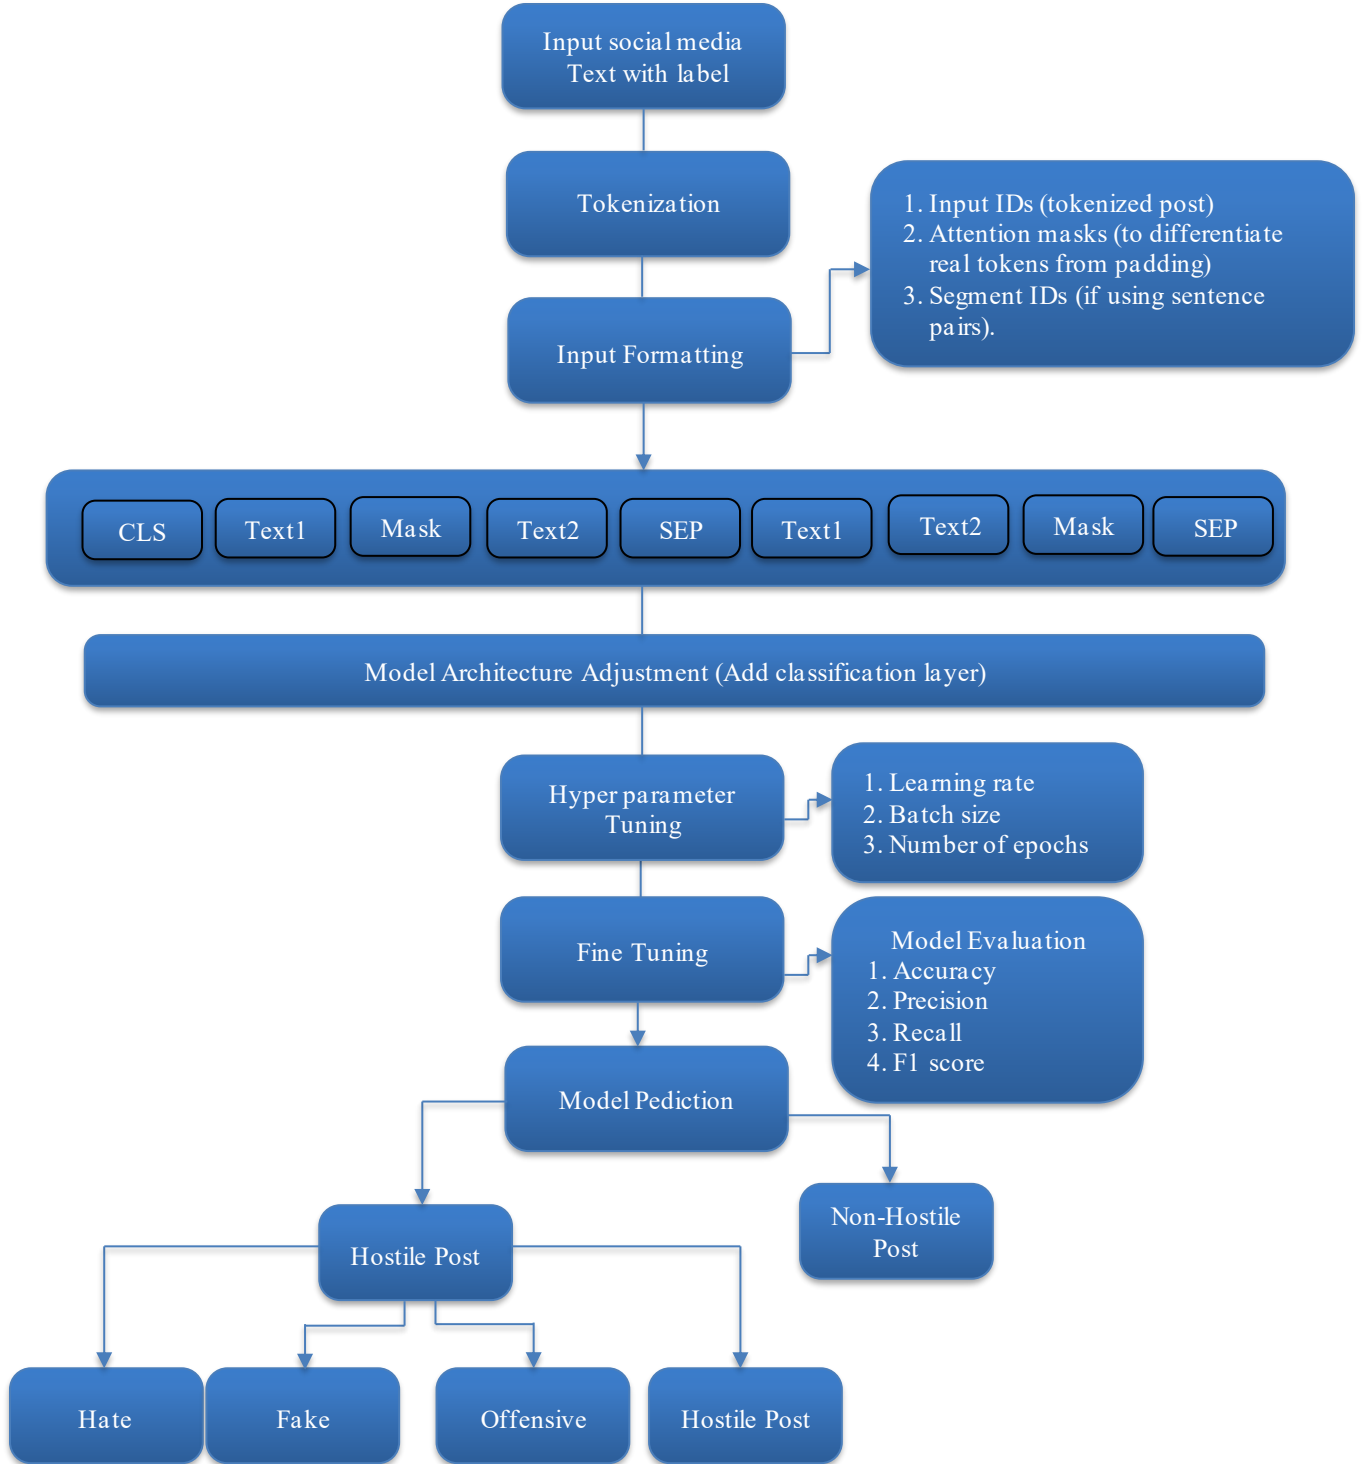 Input social media
Text with label
Tokenization
1. Input IDs (tokenized post)
2. Attention masks (to differentiate
real tokens from padding)
3. Segment IDs (if using sentence
pairs).
Input Formatting
CLS
Text1
Mask
Text2
SEP
Text1
Text2
Mask
SEP
Model Architecture Adjustment (Add classification layer)
Hyper parameter
Tuning
1. Learning rate
2. Batch size
3. Number of epochs
Fine Tuning
Model Evaluation
1. Accuracy
2. Precision
3. Recall
4. F1 score
Model Pediction
Non-Hostile
Post
Hostile Post
Hate
Fake
Offensive
Hostile Post